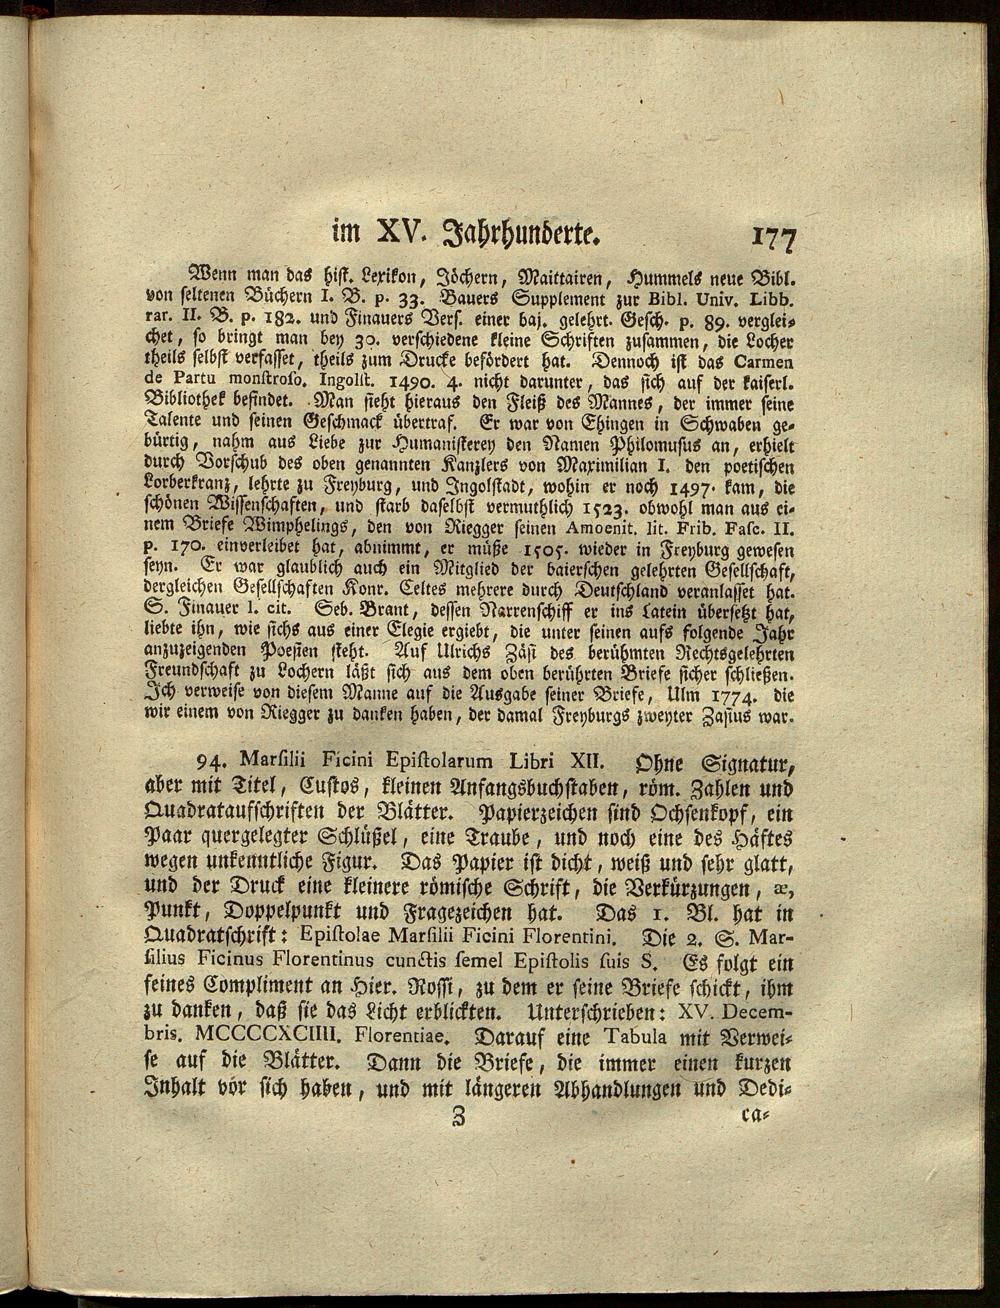 im XV. Jahrhunderte. 177
Wenn man das hist. Lexikon, Jöchern, Maittairen, Hummels neue Bibl.
von seltenen Büchern I. B. p. 33. Bauers Supplement zur Bibl. Univ. Libb.
rar. II. B. p. 182. und Finauers Vers. einer baj. gelehrt. Gesch. p. 89. verglei-
chet, so bringt man bey 30. verschiedene kleine Schriften zusammen, die Locher
theils selbst verfasset, theils zum Drucke befördert hat. Dennoch ist das Carmen
de Partu monstroso. Ingolst. 1490. 4. nicht darunter, das sich auf der kaiserl.
Bibliothek befindet. Man sieht hieraus den Fleiß des Mannes, der immer seine
Talente und seinen Geschmack übertraf. Er war von Ehingen in Schwaben ge-
bürtig, nahm aus Liebe zur Humanisterey den Namen Philomusus an, erhielt
durch Vorschub des oben genannten Kanzlers von Maximilian I. den poetischen
Lorberkranz, lehrte zu Freyburg, und Ingolstadt, wohin er noch 1497. kam, die
schönen Wissenschaften, und starb daselbst vermuthlich 1523. obwohl man aus ei-
nem Briefe Wimphelings, den von Riegger seinen Amoenit. lit. Frib. Fasc. II.
p. 170. einverleibet hat, abnimmt, er müße 1505. wieder in Freyburg gewesen
seyn. Er war glaublich auch ein Mitglied der baierschen gelehrten Gesellschaft,
dergleichen Gesellschaften Konr. Celtes mehrere durch Deutschland veranlasset hat.
S. Finauer l. cit. Seb. Brant, dessen Narrenschiff er ins Latein übersetzt hat,
liebte ihn, wie sichs aus einer Elegie ergiebt, die unter seinen aufs folgende Jahr
anzuzeigenden Poesien steht. Auf Ulrichs Zäsi des berühmten Rechtsgelehrten
Freundschaft zu Lochern läßt sich aus dem oben berührten Briefe sicher schließen.
Ich verweise von diesem Manne auf die Ausgabe seiner Briefe, Ulm 1774. die
wir einem von Riegger zu danken haben, der damal Freyburgs zweyter Zasius war.
94. Marsilii Ficini Epistolarum Libri XII. Ohne Signatur,
aber mit Titel, Custos, kleinen Anfangsbuchstaben, röm. Zahlen und
Quadrataufschriften der Blätter. Papierzeichen sind Ochsenkopf, ein
Paar quergelegter Schlüßel, eine Traube, und noch eine des Häftes
wegen unkenntliche Figur. Das Papier ist dicht, weiß und sehr glatt,
und der Druck eine kleinere römische Schrift, die Verkürzungen, æ,
Punkt, Doppelpunkt und Fragezeichen hat. Das 1. Bl. hat in
Quadratschrift: Epistolae Marsilii Ficini Florentini. Die 2. S. Mar-
silius Ficinus Florentinus cunctis semel Epistolis suis S. Es folgt ein
feines Compliment an Hier. Rossi, zu dem er seine Briefe schickt, ihm
zu danken, daß sie das Licht erblickten. Unterschrieben: XV. Decem-
bris. MCCCCXCIIII. Florentiae. Darauf eine Tabula mit Verwei-
se auf die Blätter. Dann die Briefe, die immer einen kurzen
Inhalt vor sich haben, und mit längeren Abhandlungen und Dedi-
Z ca-